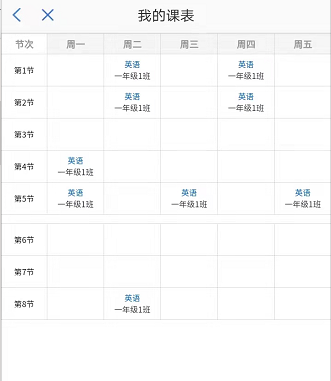 我的课表
节次 周一 周二 周三 周四 周五
第1节 英语 英语
一年级1班 一年级1班
第2节 英语 英语
一年级1班 一年级1班
第3节
第4节 英语
一年级1班
第5节 英语 英语 英语
一年级1班 一年级1班 一年级1班
第6节
第7节
第8节 英语
一年级1班